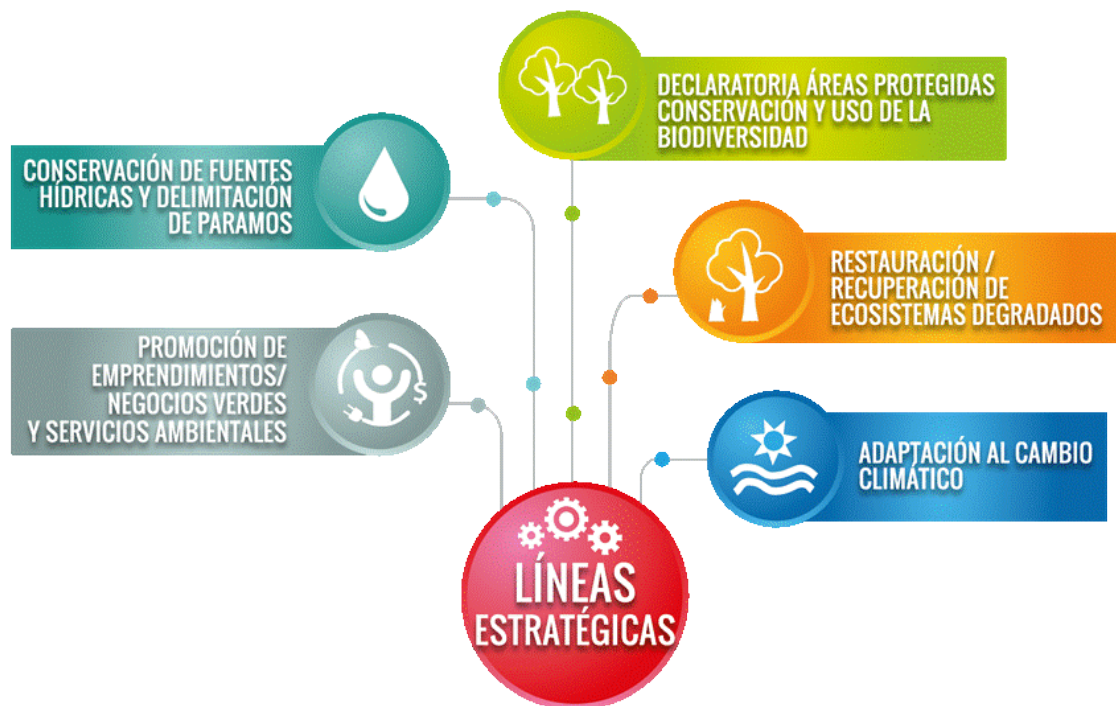 DECLARATORIA ÁREAS PROTEGIDAS
CONSERVACIÓN Y USO DE LA
BIODIVERSIDAD
CONSERVACIÓN DE FUENTES
HÍDRICAS Y DELIMITACIÓN
DE PARAMOS
RESTAURACIÓN /
RECUPERACIÓN DE
ECOSISTEMAS DEGRADADOS
PROMOCIÓN DE
EMPRENDIMIENTOS/
NEGOCIOS VERDES
Y SERVICIOS AMBIENTALES
$
ADAPTACIÓN AL CAMBIO
CLIMÁTICO
LÍNEAS
ESTRATÉGICAS